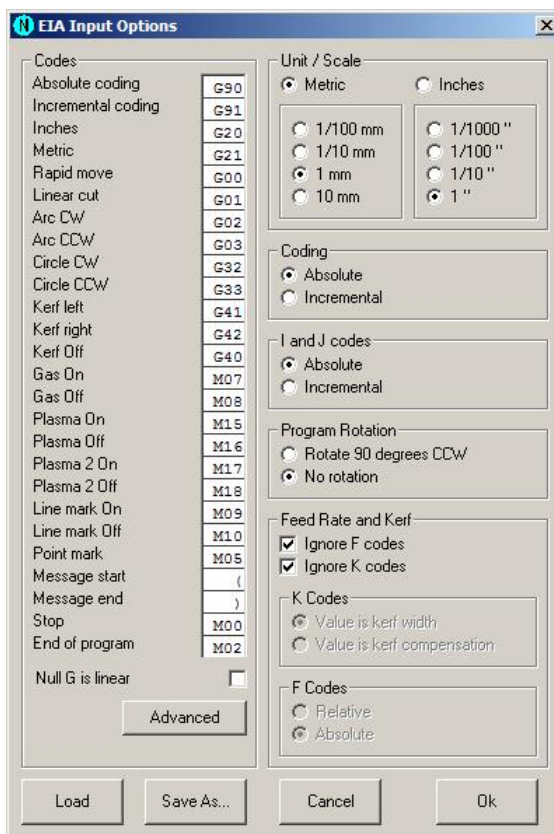 N EIA Input Options
Codes
Absolute coding G90
Incremental coding G91
Inches G20
Metric G21
Rapid move G00
Linear cut G01
Arc CW G02
Arc CCW G03
Circle CW G32
Circle CCW G33
Kerf left G41
Kerf right G42
Kerf Off G40
Gas On M07
Gas Off M08
Plasma On M15
Plasma Off M16
Plasma 2 On M17
Plasma 2 Off M18
Line mark On M09
Line mark Off M10
Point mark M05
Message start (
Message end )
Stop M00
End of program M02
Null G is linear
Advanced
Unit / Scale
Metric Inches
1/100 mm 1/1000 "
1/10 mm 1/100 "
1 mm 1/10 "
10 mm 1 "
Coding
Absolute
Incremental
I and J codes
Absolute
Incremental
Program Rotation
Rotate 90 degrees CCW
No rotation
Feed Rate and Kerf
Ignore F codes
Ignore K codes
K Codes
Value is kerf width
Value is kerf compensation
F Codes
Relative
Absolute
Load Save As... Cancel Ok